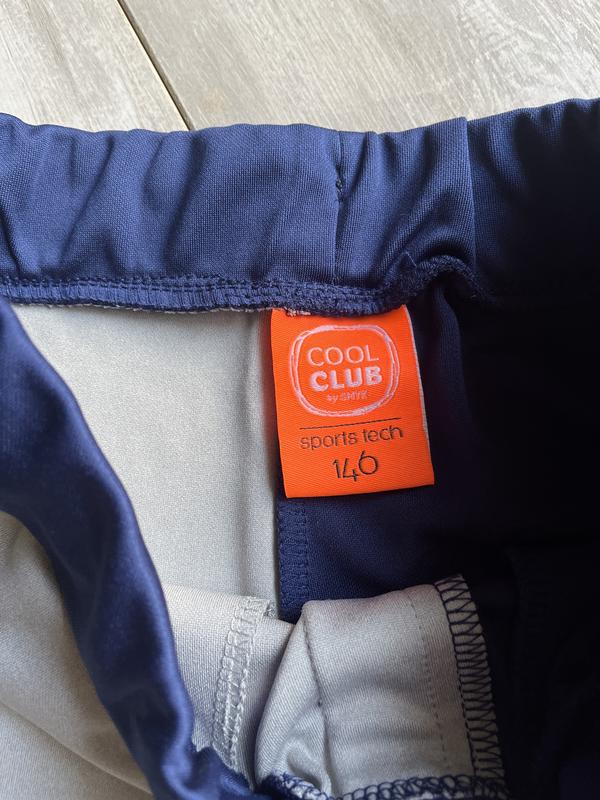 COOL
CLUB
by SMYK
sports tech
146